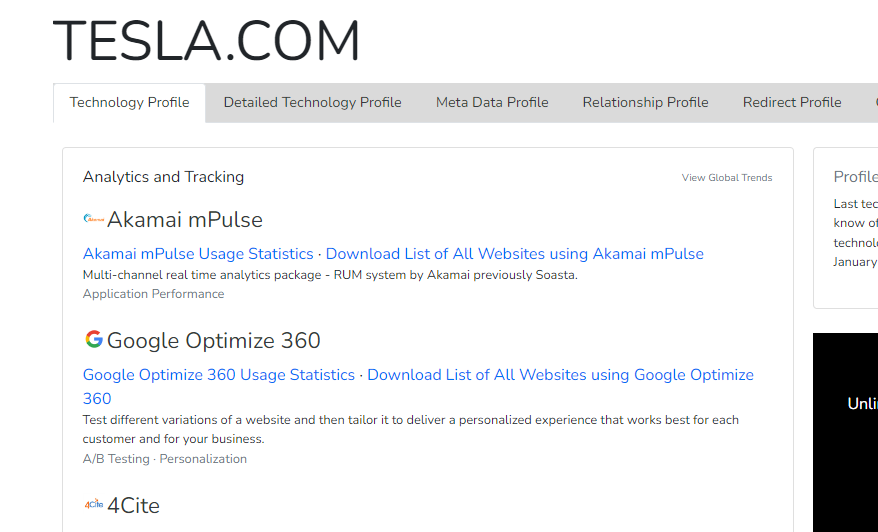 TESLA.COM
Technology Profile
Detailed Technology Profile
Meta Data Profile
Relationship Profile
Redirect Profile
Analytics and Tracking
View Global Trends
Akamai mPulse
Akamai mPulse Usage Statistics · Download List of All Websites using Akamai mPulse
Multi-channel real time analytics package - RUM system by Akamai previously Soasta.
Application Performance
Google Optimize 360
Google Optimize 360 Usage Statistics · Download List of All Websites using Google Optimize
360
Test different variations of a website and then tailor it to deliver a personalized experience that works best for each
customer and for your business.
A/B Testing · Personalization
4Cite
4Cite
Profile
Last tec
know of
technolo
January
Unli